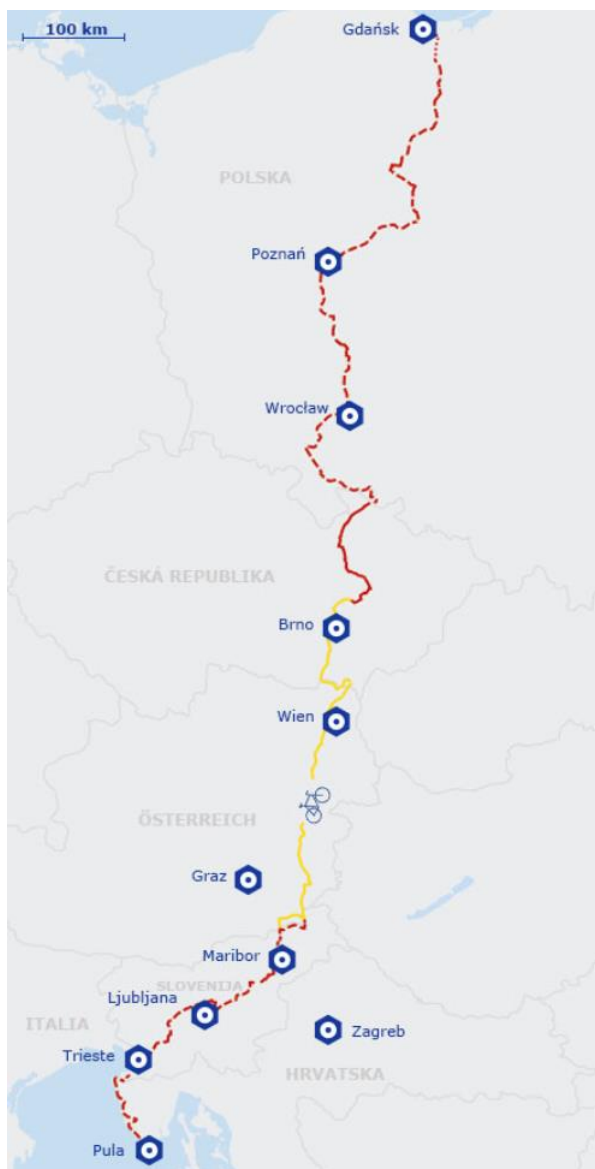 100 km
Gdańsk
POLSKA
Poznań
Wrocław
ČESKÁ REPUBLIKA
Brno
Wien
ÖSTERREICH
Graz
Maribor
SLOVENIJA
Ljubljana
ITALIA
Zagreb
Trieste
HRVATSKA
Pula